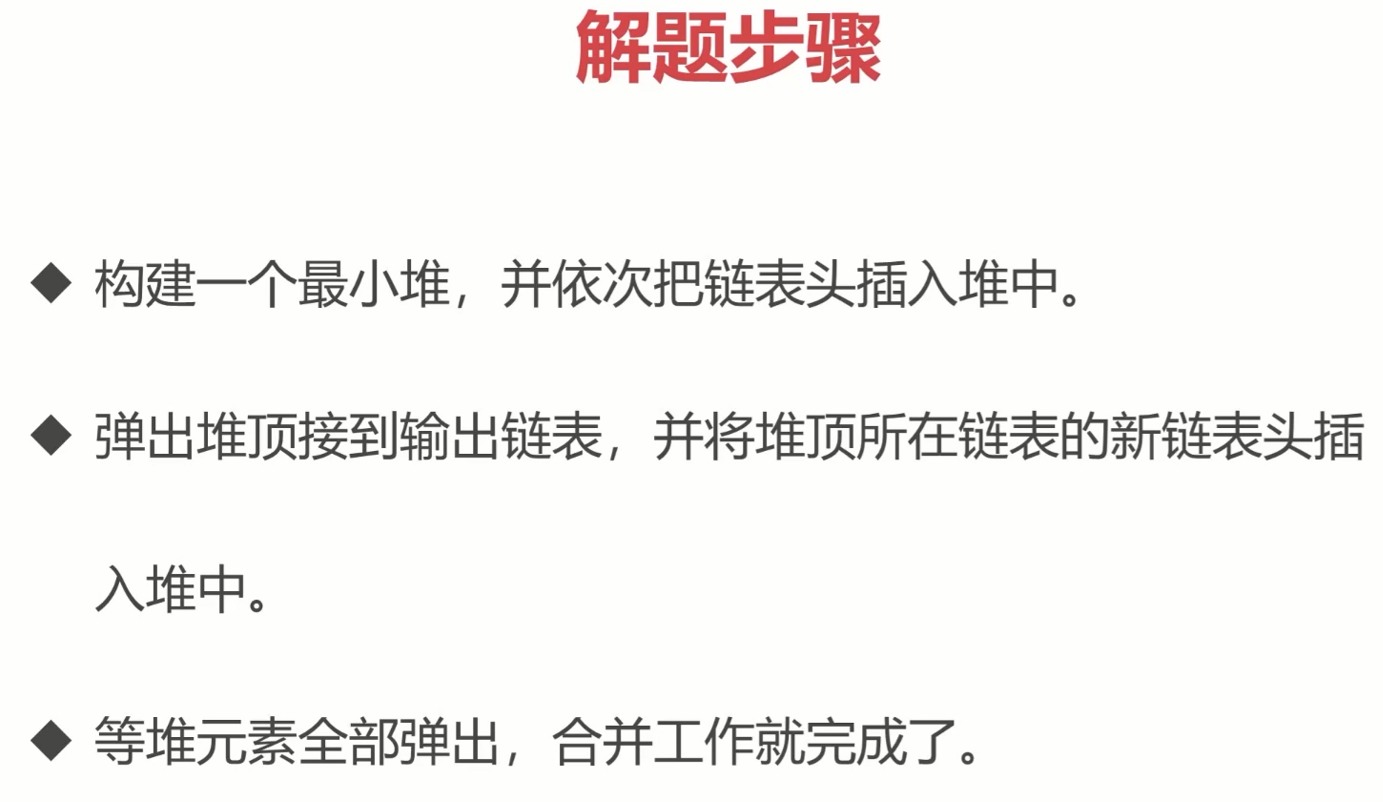 解题步骤
◆ 构建一个最小堆，并依次把链表头插入堆中。
◆ 弹出堆顶接到输出链表，并将堆顶所在链表的新链表头插
入堆中。
◆ 等堆元素全部弹出，合并工作就完成了。